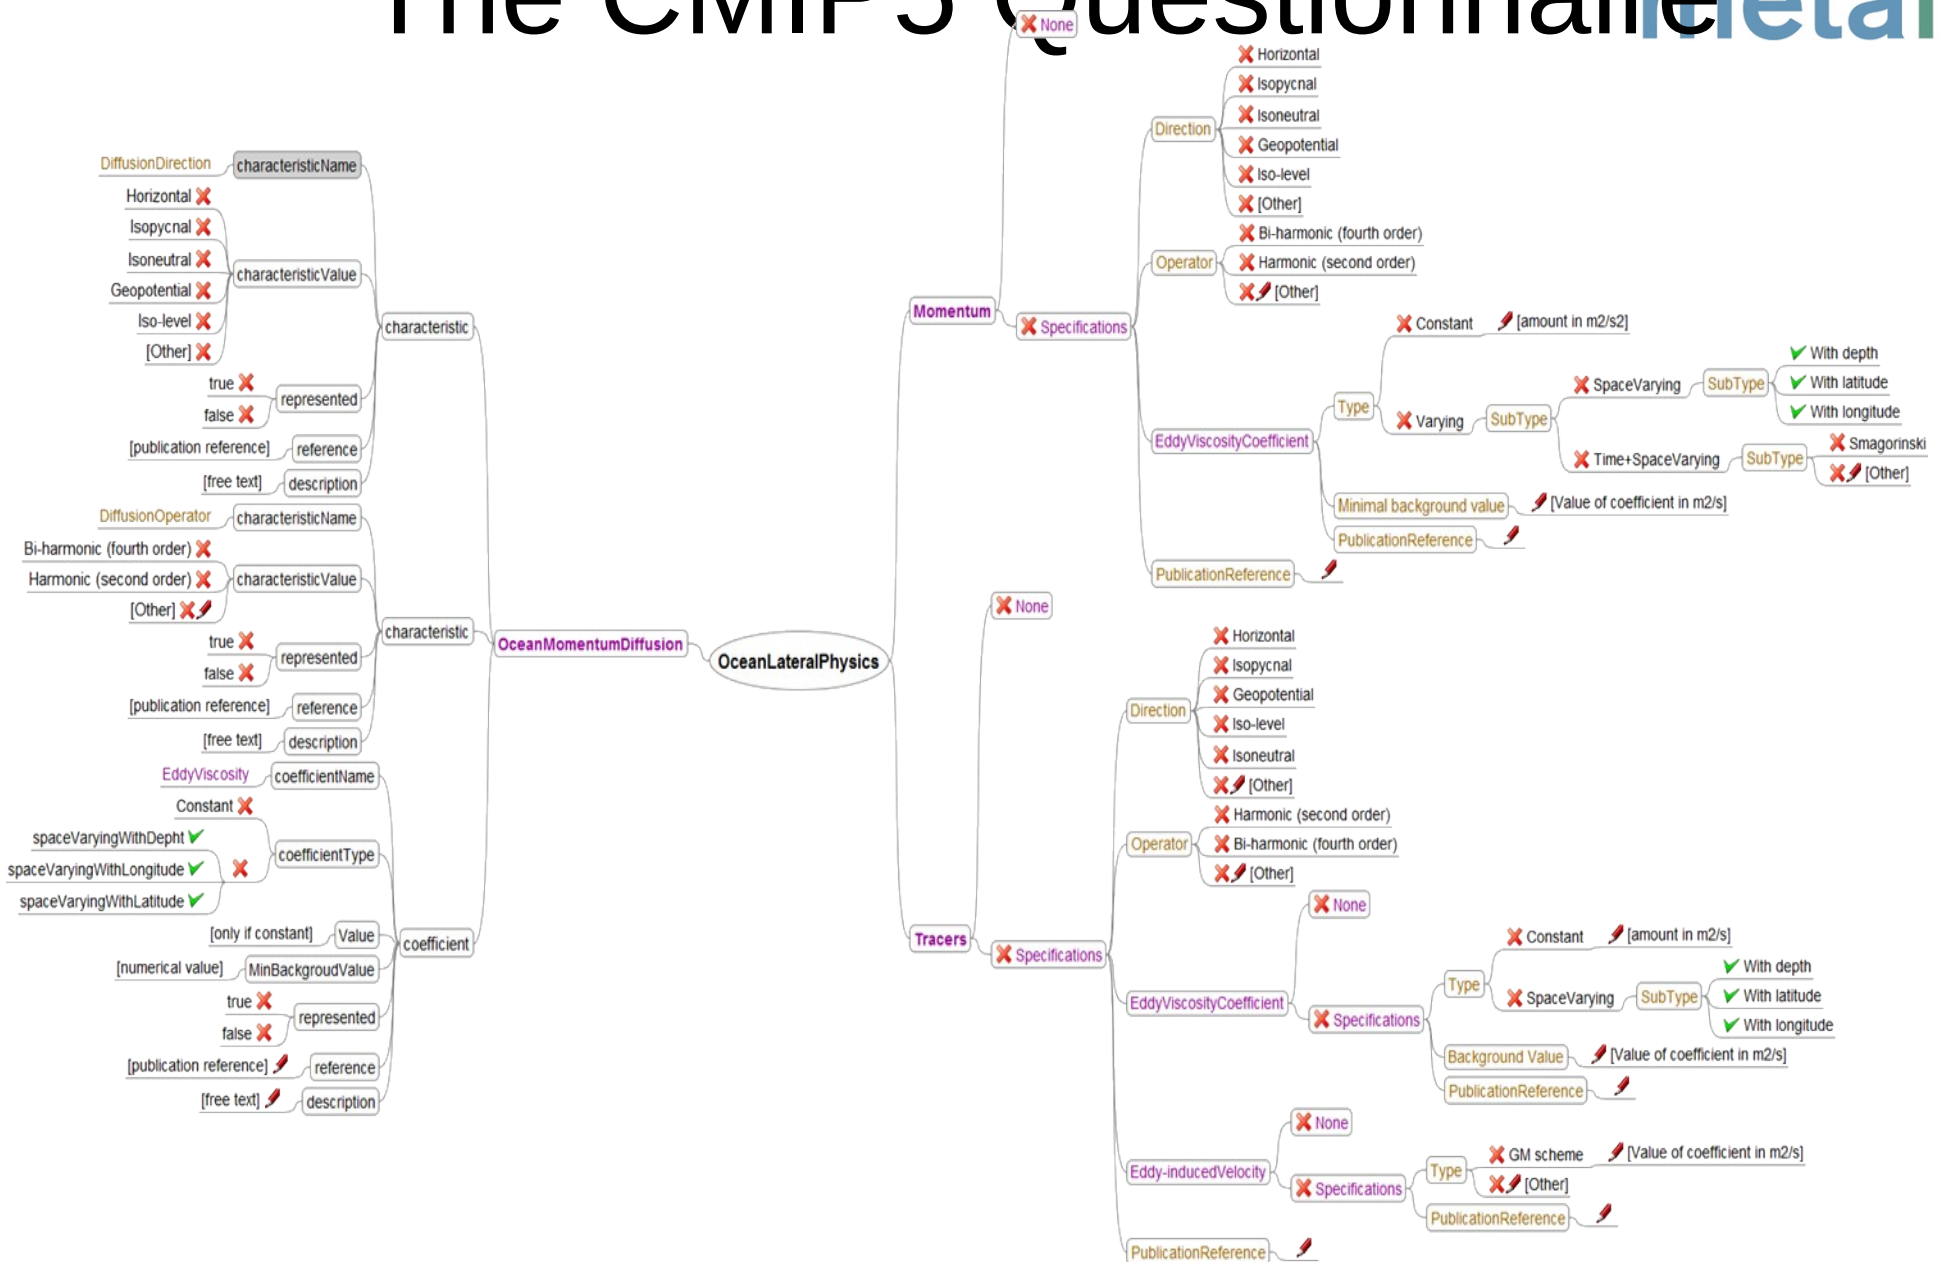 The CMIP5 Questionnaire
metaf
None
Horizontal
Isopycnal
Isoneutral
Geopotential
Iso-level
[Other]
Direction
Bi-harmonic (fourth order)
Harmonic (second order)
[Other]
Operator
Momentum
Specifications
Constant
[amount in m2/s2]
With depth
With latitude
With longitude
SpaceVarying
SubType
Type
Varying
SubType
Smagorinski
Time+SpaceVarying
SubType
[Other]
EddyViscosityCoefficient
Minimal background value
[Value of coefficient in m2/s]
PublicationReference
PublicationReference
DiffusionDirection
characteristicName
Horizontal
Isopycnal
Isoneutral
Geopotential
Iso-level
[Other]
characteristicValue
characteristic
true
false
represented
[publication reference]
reference
[free text]
description
DiffusionOperator
characteristicName
Bi-harmonic (fourth order)
Harmonic (second order)
[Other]
characteristicValue
characteristic
true
false
represented
[publication reference]
reference
[free text]
description
OceanMomentumDiffusion
OceanLateralPhysics
EddyViscosity
coefficientName
Constant
spaceVaryingWithDepht
spaceVaryingWithLongitude
spaceVaryingWithLatitude
coefficientType
[only if constant]
Value
coefficient
[numerical value]
MinBackgroudValue
true
false
represented
[publication reference]
reference
[free text]
description
None
Horizontal
Isopycnal
Geopotential
Iso-level
Isoneutral
[Other]
Direction
Harmonic (second order)
Bi-harmonic (fourth order)
[Other]
Operator
Tracers
Specifications
None
Constant
[amount in m2/s]
With depth
With latitude
With longitude
Type
SpaceVarying
SubType
EddyViscosityCoefficient
Specifications
Background Value
[Value of coefficient in m2/s]
PublicationReference
None
GM scheme
[Value of coefficient in m2/s]
Type
[Other]
Eddy-inducedVelocity
Specifications
PublicationReference
PublicationReference